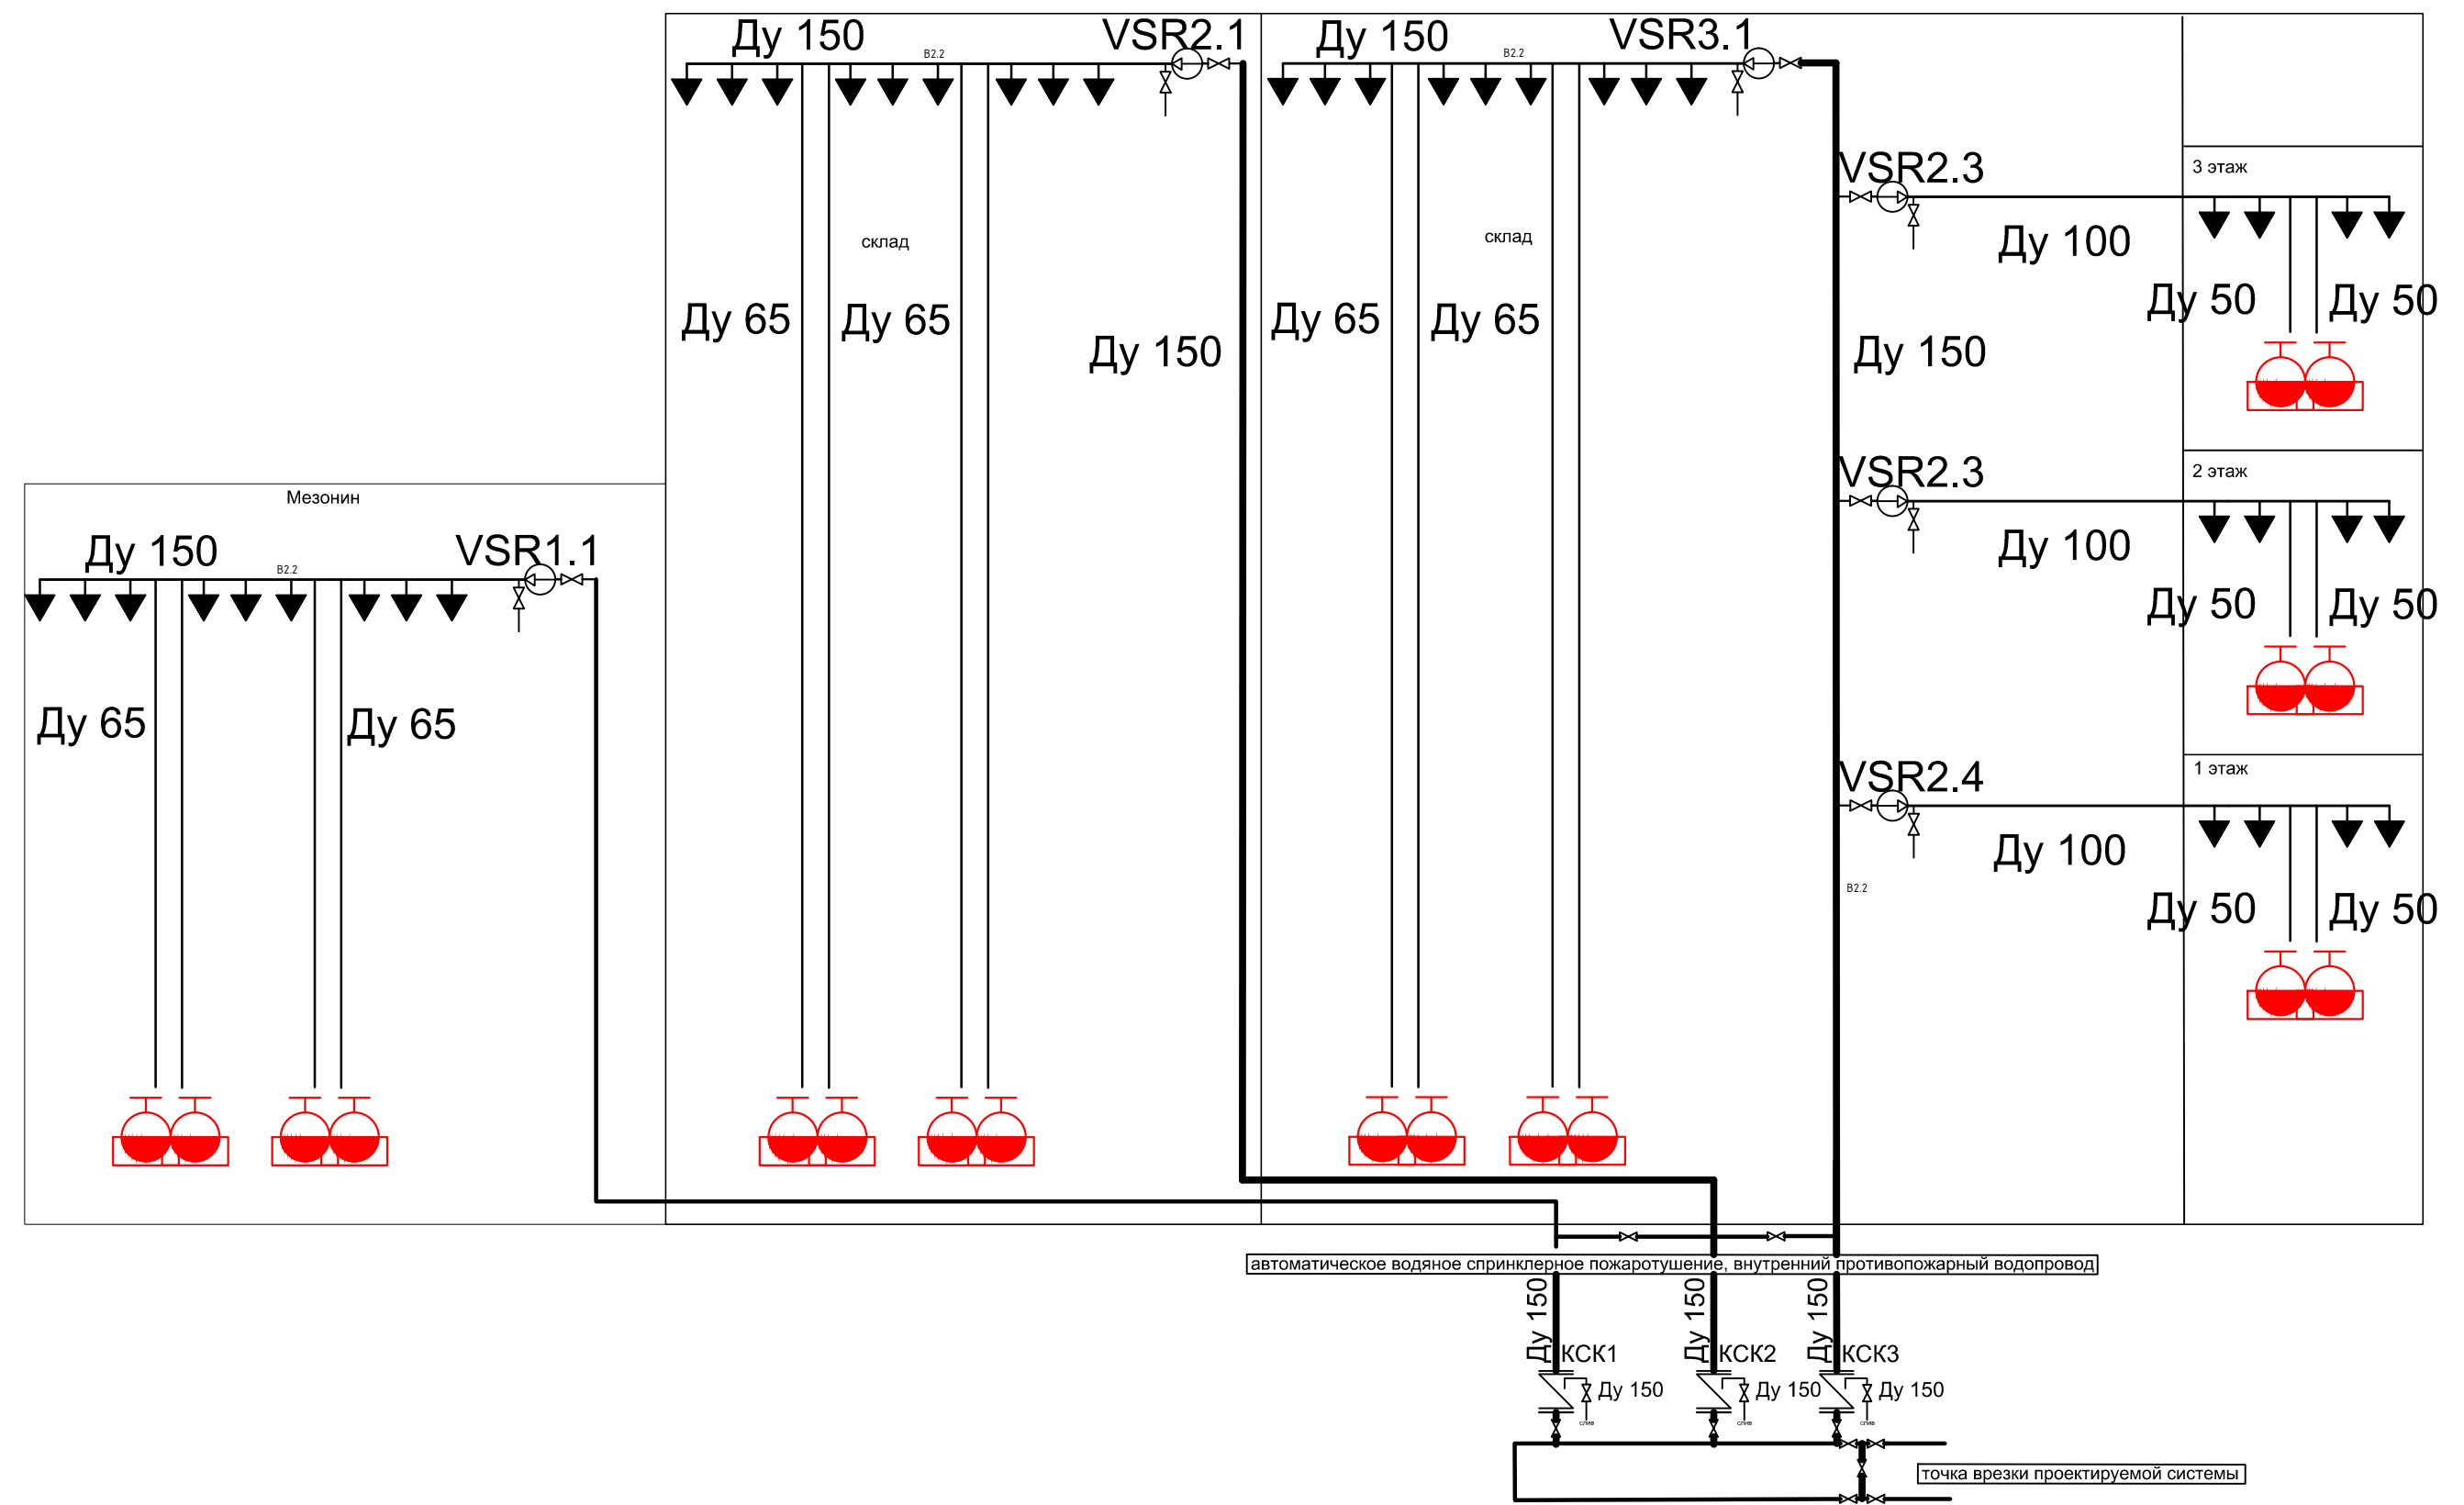 Ду 150
В2.2
VSR2.1
Ду 150
В2.2
VSR3.1
VSR2.3
3 этаж
склад
склад
Ду 100
Ду 65
Ду 65
Ду 150
Ду 65
Ду 65
Ду 150
Ду 50
Ду 50
VSR2.3
2 этаж
Мезонин
Ду 150
В2.2
VSR1.1
Ду 100
Ду 50
Ду 50
Ду 65
Ду 65
VSR2.4
1 этаж
Ду 100
В2.2
Ду 50
Ду 50
автоматическое водяное спринклерное пожаротушение, внутренний противопожарный водопровод
Ду 150
Ду 150
Ду 150
КСК1
КСК2
КСК3
Ду 150
Ду 150
Ду 150
слив
слив
слив
точка врезки проектируемой системы